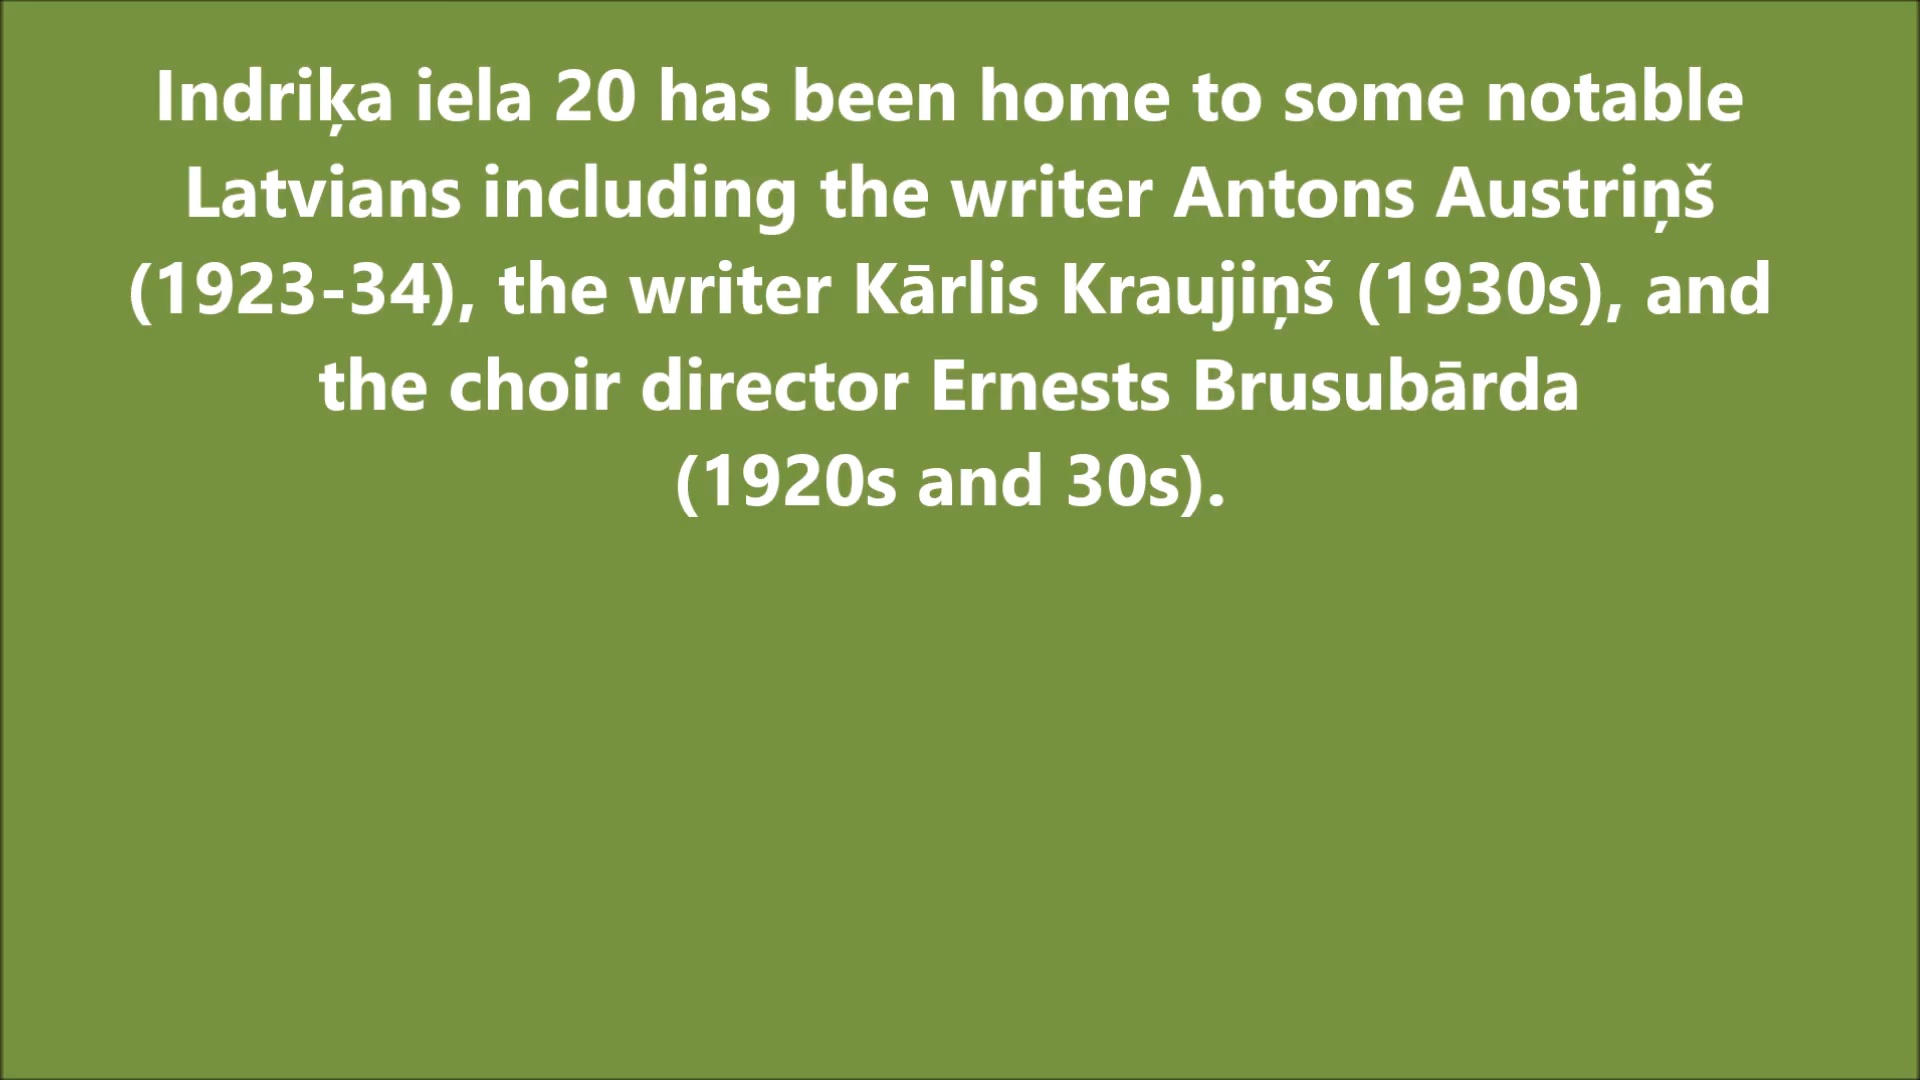 Indriķa iela 20 has been home to some notable
Latvians including the writer Antons Austriņš
(1923-34), the writer Kārlis Kraujiņš (1930s), and
the choir director Ernests Brusubārda
(1920s and 30s).